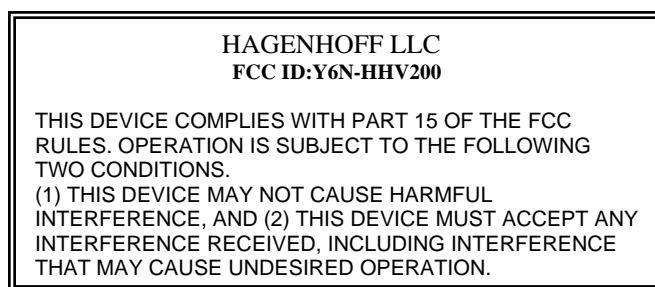 HAGENHOFF LLC
FCC ID:Y6N-HHV200
THIS DEVICE COMPLIES WITH PART 15 OF THE FCC
RULES. OPERATION IS SUBJECT TO THE FOLLOWING
TWO CONDITIONS.
(1) THIS DEVICE MAY NOT CAUSE HARMFUL
INTERFERENCE, AND (2) THIS DEVICE MUST ACCEPT ANY
INTERFERENCE RECEIVED, INCLUDING INTERFERENCE
THAT MAY CAUSE UNDESIRED OPERATION.